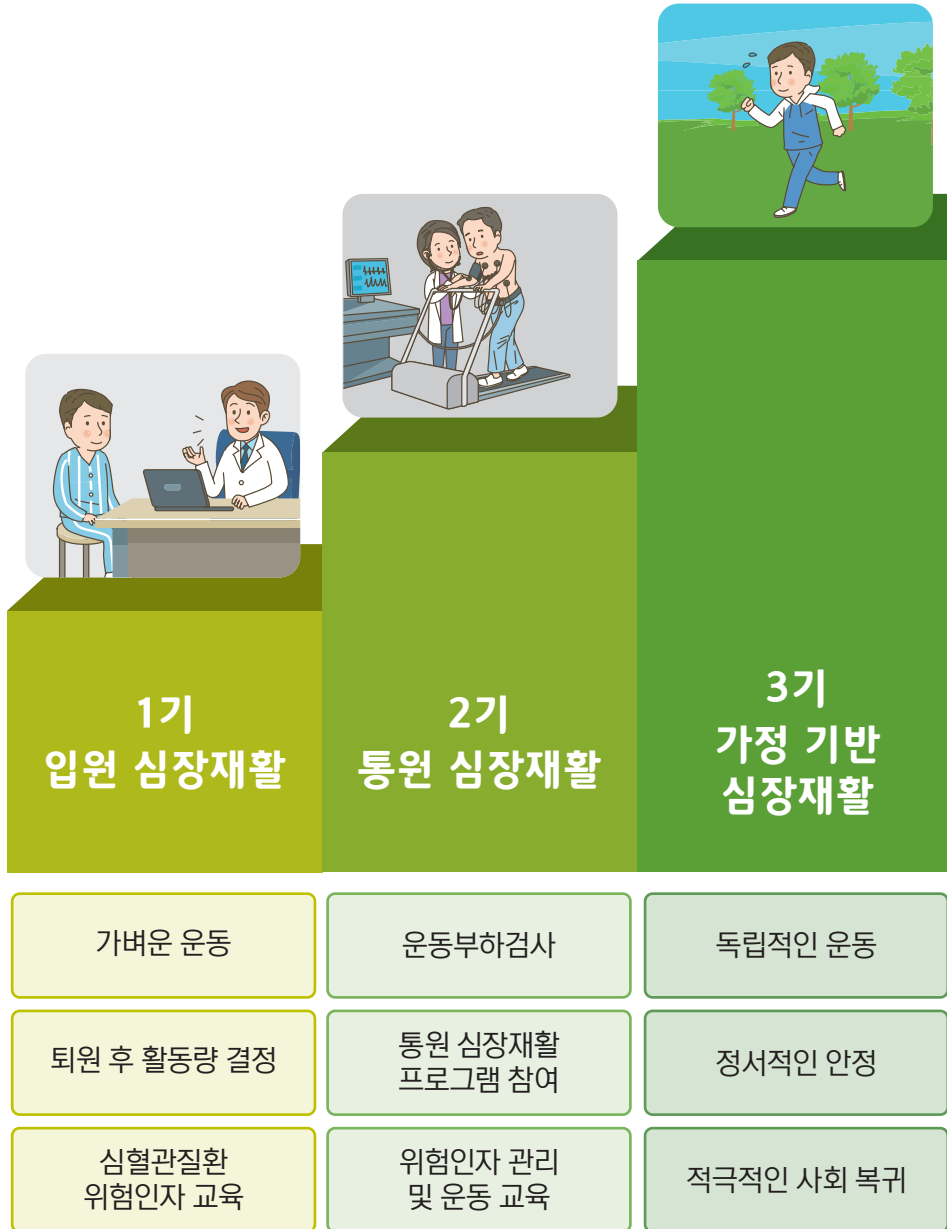 1기
입원 심장재활
2기
통원 심장재활
3기
가정 기반
심장재활
가벼운 운동
운동부하검사
독립적인 운동
퇴원 후 활동량 결정
통원 심장재활
프로그램 참여
정서적인 안정
심혈관질환
위험인자 교육
위험인자 관리
및 운동 교육
적극적인 사회 복귀